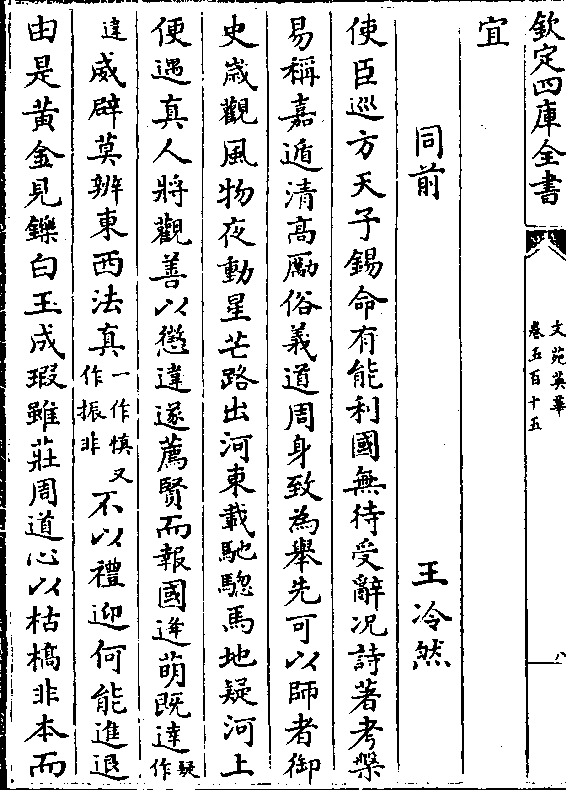 欽定四庫全書
文苑英華
卷五百十五
八
宜
同前 王泠然
使臣巡方天子錫命有能利國無待受辭况詩著考槃
易稱嘉遁清高勵俗義道周身致為舉先可以師者御
史崴觀風物夜動星芒路出河東載馳驄馬地疑河上
便遇真人將觀善以懲違遂薦賢而報國逄萌既達疑作
違威辟莫辨東西法真一作慎又作振非不以禮迎何能進退
由是黄金見鑠白玉成瑕雖莊周道心以枯槁非本而